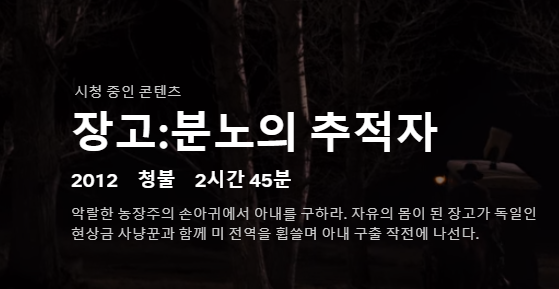 시청 중인 콘텐츠
장고:분노의 추적자
2012 청불 2시간 45분
악랄한 농장주의 손아귀에서 아내를 구하라. 자유의 몸이 된 장고가 독일인
현상금 사냥꾼과 함께 미 전역을 휩쓸며 아내 구출 작전에 나선다.